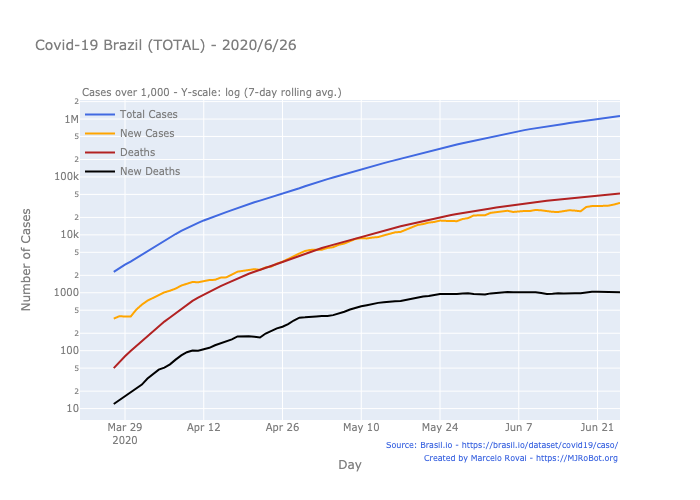 Covid-19 Brazil (TOTAL) - 2020/6/26
Cases over 1,000 - Y-scale: log (7-day rolling avg.)
Total Cases
New Cases
Deaths
New Deaths
2
1M
5
2
100k
5
2
10k
5
2
1000
5
2
100
5
2
10
Number of Cases
Mar 29
2020
Apr 12
Apr 26
May 10
May 24
Jun 7
Jun 21
Day
Source: Brasil.io - https://brasil.io/dataset/covid19/caso/
Created by Marcelo Rovai - https://MJRoBot.org